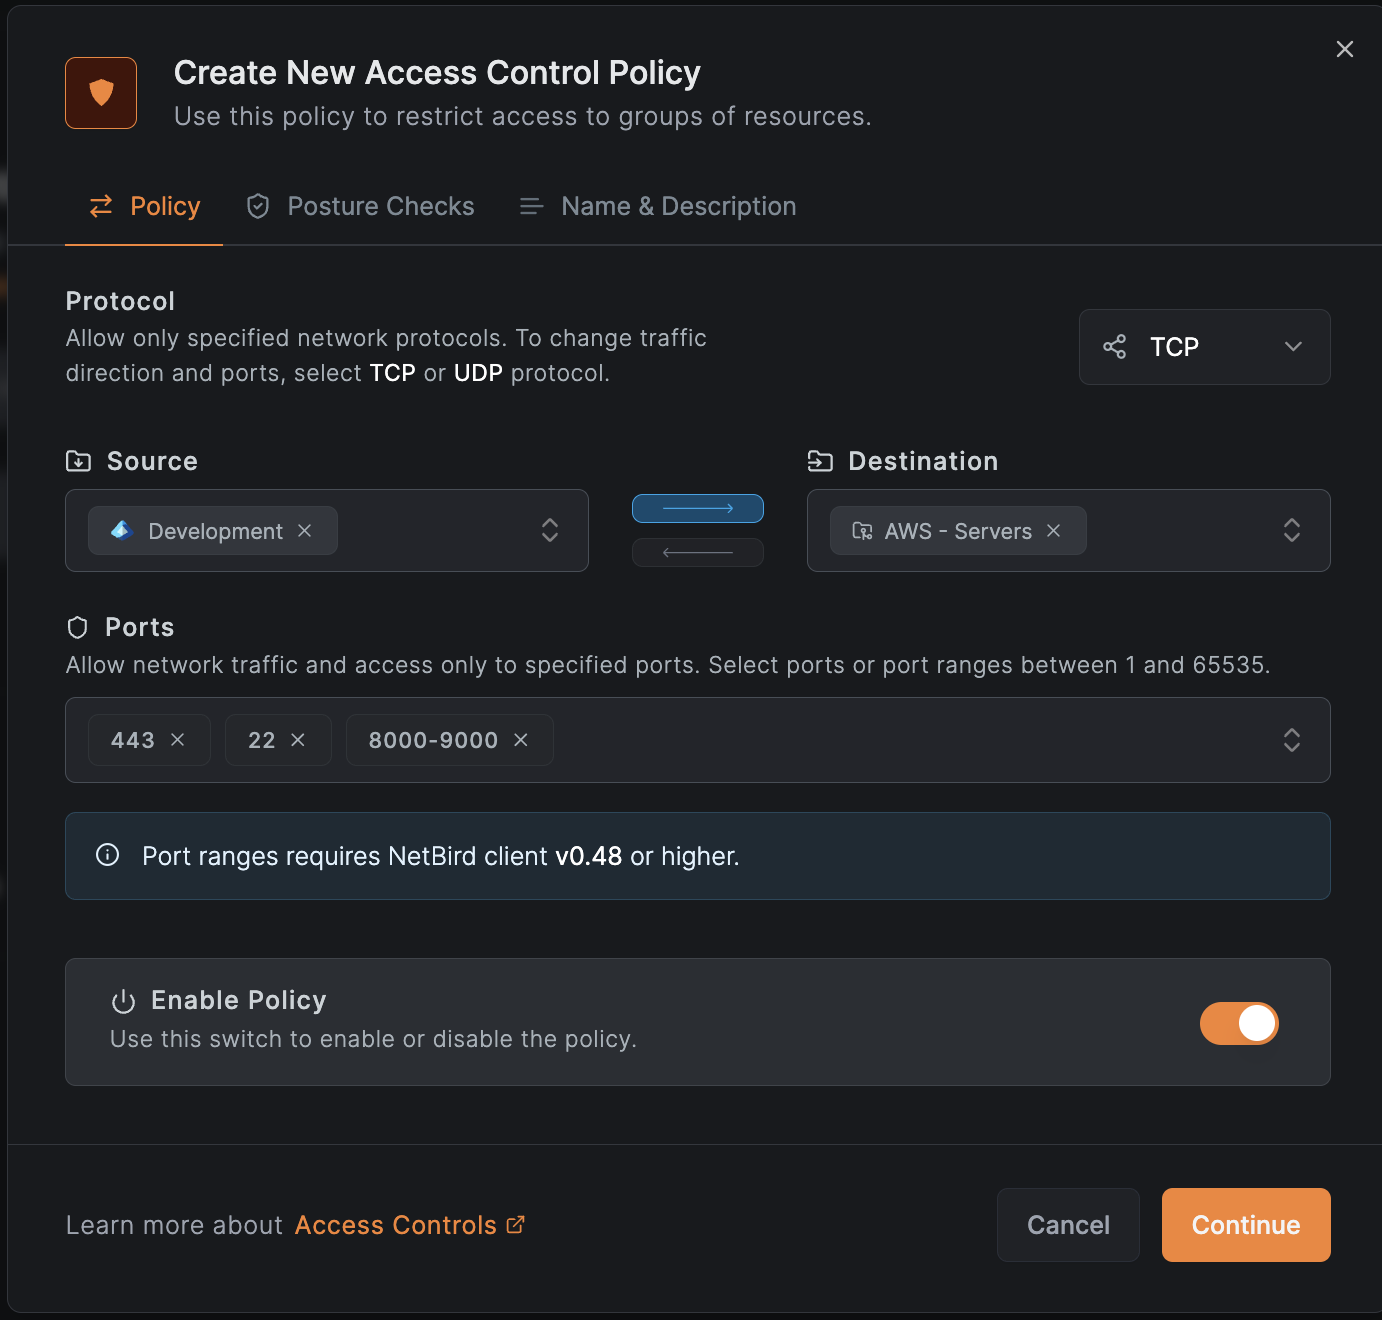 Create New Access Control Policy
Use this policy to restrict access to groups of resources.
Policy
Posture Checks
Name & Description
Protocol
Allow only specified network protocols. To change traffic
direction and ports, select TCP or UDP protocol.
TCP
Source
Destination
Development
AWS - Servers
Ports
Allow network traffic and access only to specified ports. Select ports or port ranges between 1 and 65535.
443
22
8000-9000
Port ranges requires NetBird client v0.48 or higher.
Enable Policy
Use this switch to enable or disable the policy.
Learn more about Access Controls
Cancel
Continue